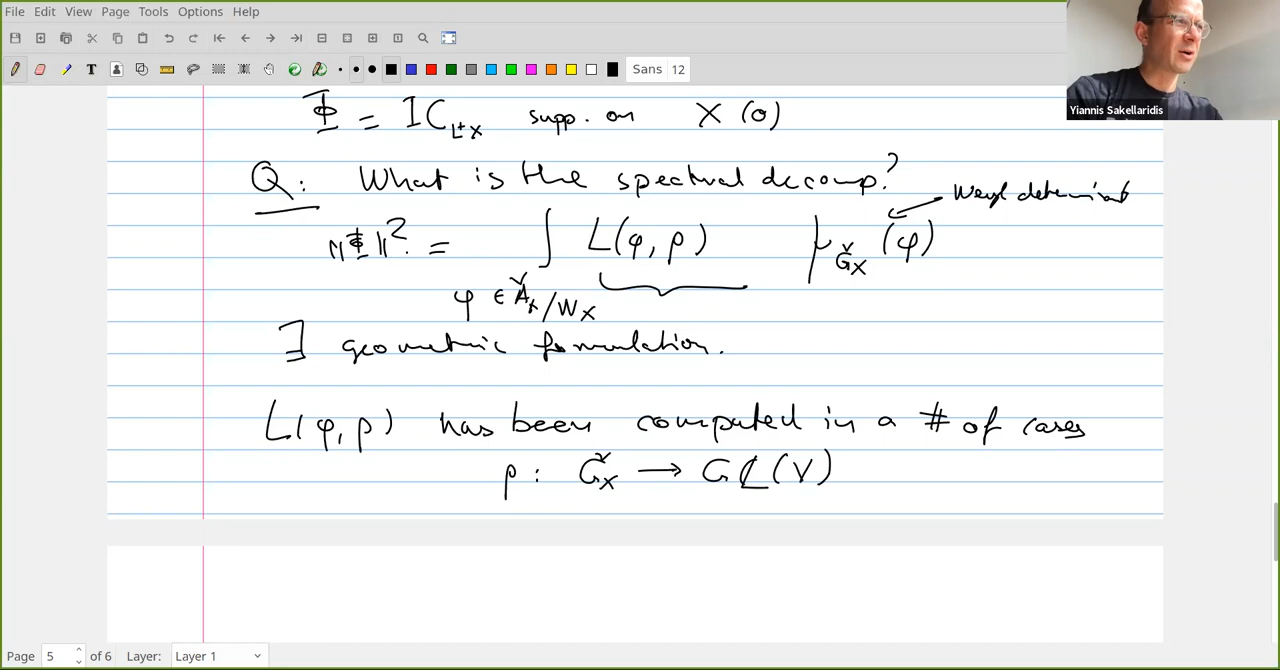 File Edit View Page Tools Options Help
Sans 12
Yiannis Sakellaridis
Φ = IC_{L⁺X} supp. on X(o)
Q: What is the spectral decomp?
Weyl determinant
‖Φ‖² = ∫_{φ ∈ Ǎ_X/W_X} L(φ, ρ) μ_{Ǧ_X}(φ)
∃ geometric formulation.
L(φ, ρ) has been computed in a # of cases
ρ: Ǧ_X → GL(V)
Page 5 of 6 Layer: Layer 1